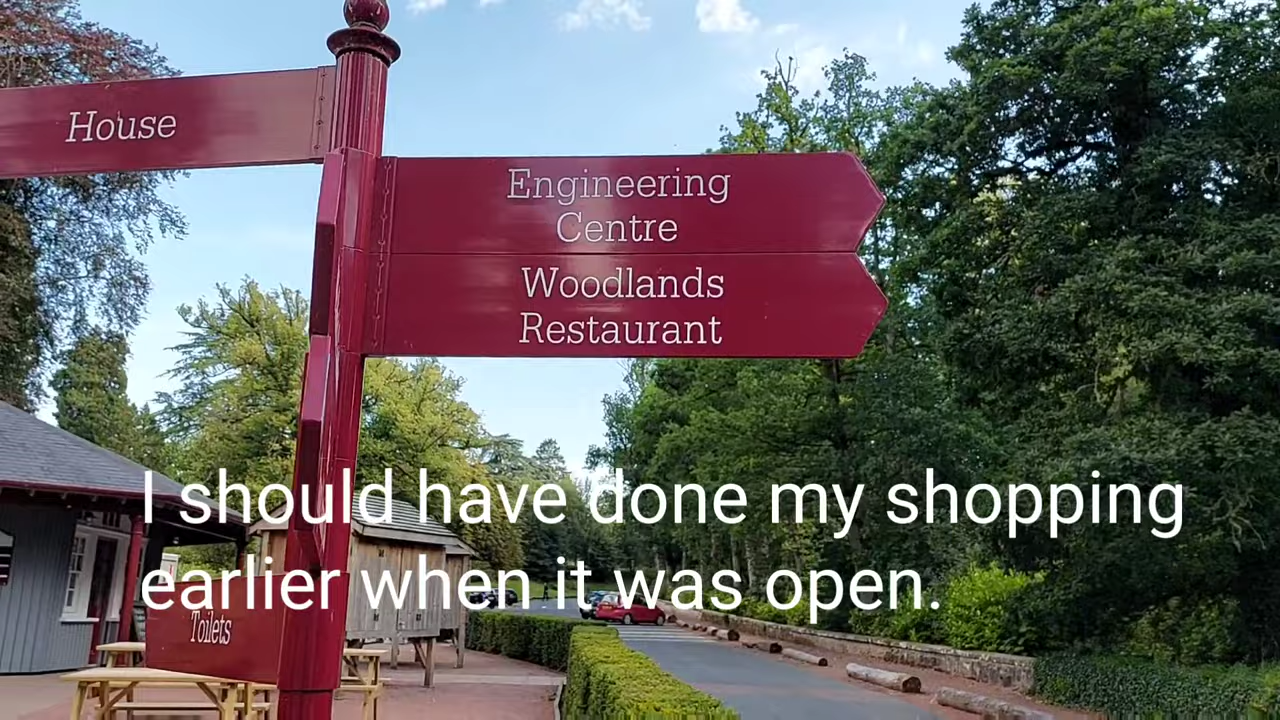 House
Engineering
Centre
Woodlands
Restaurant
I should have done my shopping
earlier when it was open.
Toilets